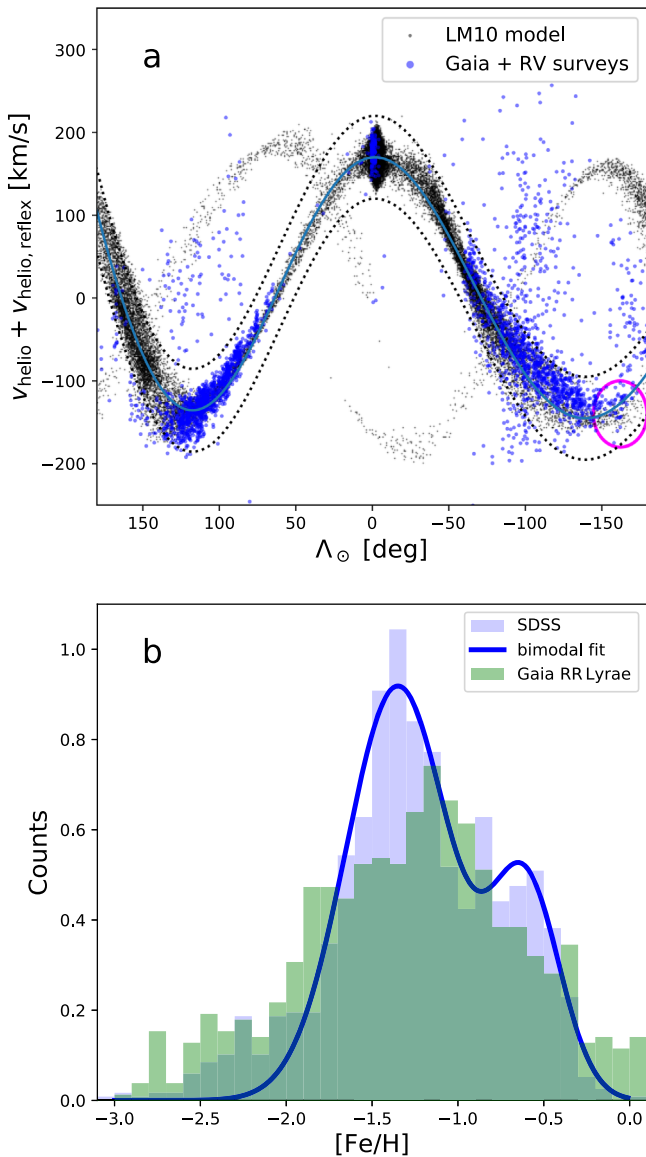 a
LM10 model
Gaia + RV surveys
v_helio + v_helio, reflex [km/s]
300
200
100
0
−100
−200
150 100 50 0 −50 −100 −150
Λ_⊙ [deg]
b
SDSS
bimodal fit
Gaia RR Lyrae
Counts
1.0
0.8
0.6
0.4
0.2
0.0
−3.0 −2.5 −2.0 −1.5 −1.0 −0.5 0.0
[Fe/H]